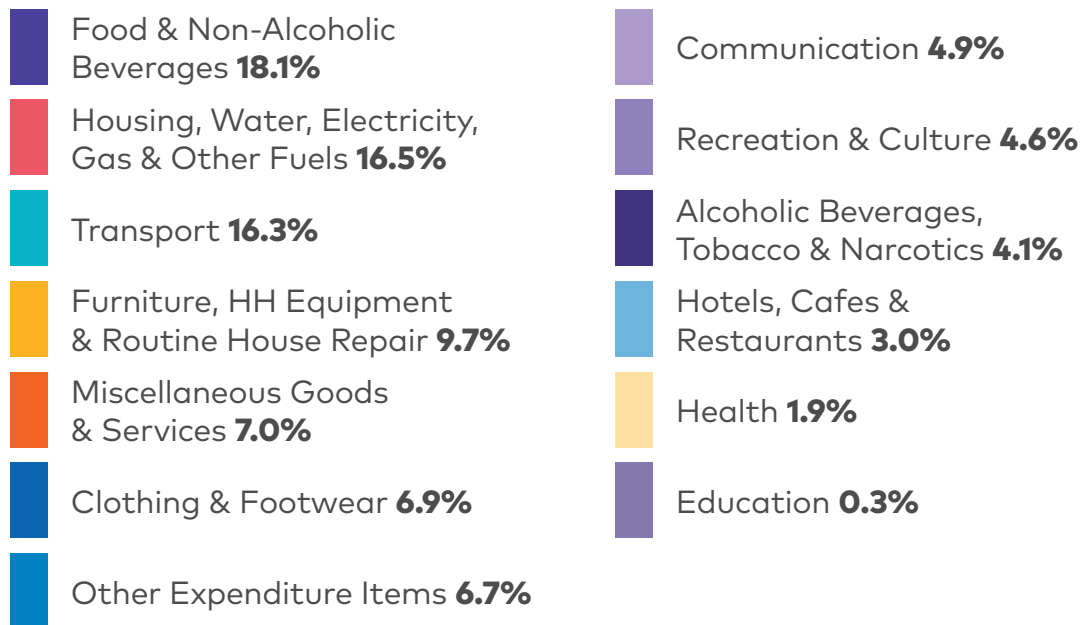 Food & Non-Alcoholic
Beverages 18.1%
Housing, Water, Electricity,
Gas & Other Fuels 16.5%
Transport 16.3%
Furniture, HH Equipment
& Routine House Repair 9.7%
Miscellaneous Goods
& Services 7.0%
Clothing & Footwear 6.9%
Other Expenditure Items 6.7%
Communication 4.9%
Recreation & Culture 4.6%
Alcoholic Beverages,
Tobacco & Narcotics 4.1%
Hotels, Cafes &
Restaurants 3.0%
Health 1.9%
Education 0.3%